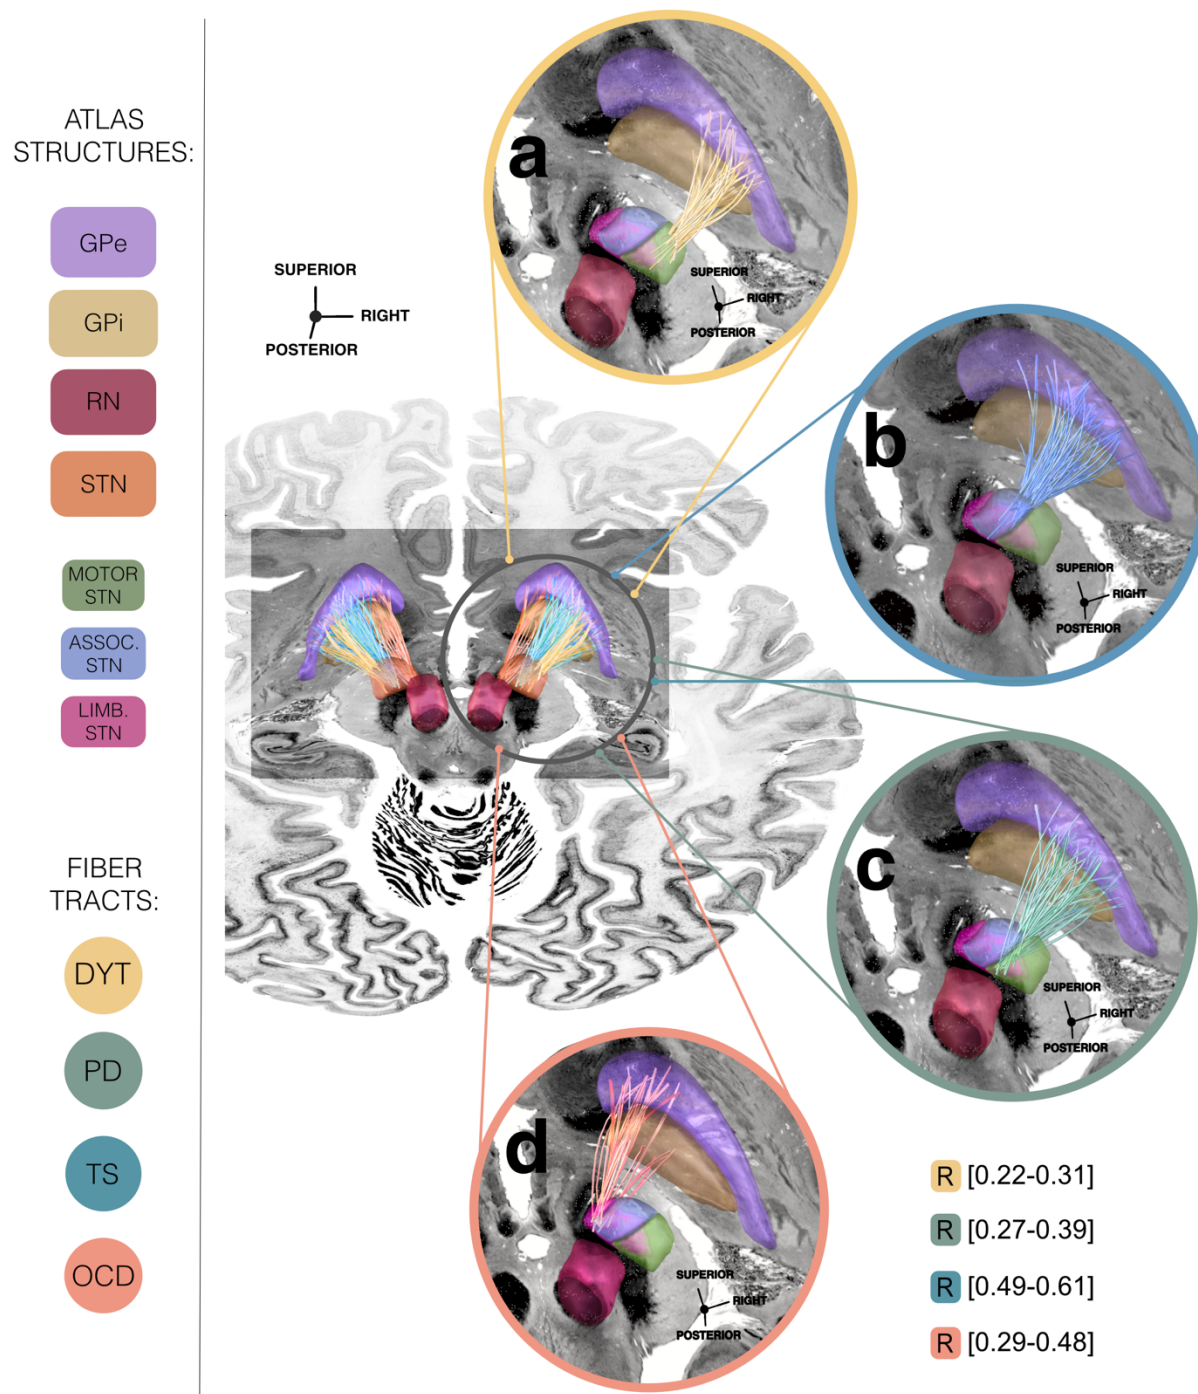 ATLAS
STRUCTURES:
GPe
GPi
RN
STN
MOTOR
STN
ASSOC.
STN
LIMB.
STN
FIBER
TRACTS:
DYT
PD
TS
OCD
SUPERIOR
RIGHT
POSTERIOR
a
SUPERIOR
RIGHT
POSTERIOR
b
SUPERIOR
RIGHT
POSTERIOR
c
SUPERIOR
RIGHT
POSTERIOR
d
SUPERIOR
RIGHT
POSTERIOR
R [0.22-0.31]
R [0.27-0.39]
R [0.49-0.61]
R [0.29-0.48]